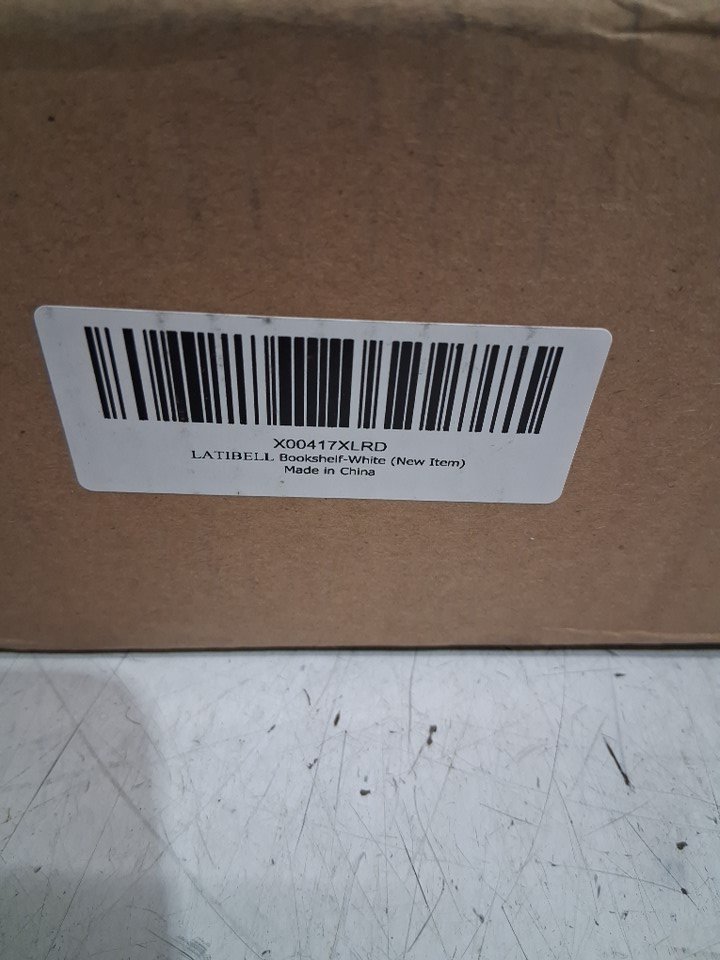 X00417XLRD
LATIBELL Bookshelf-White (New Item)
Made in China